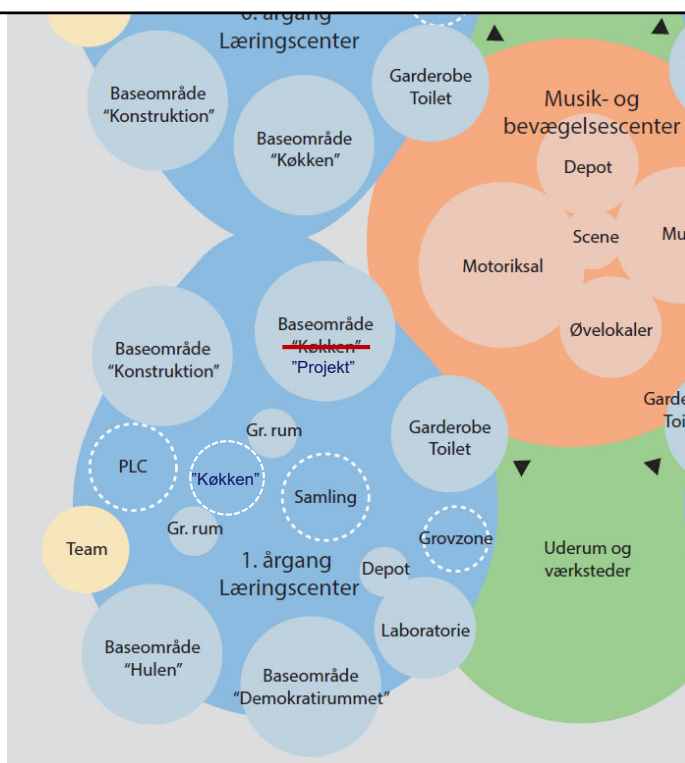 0. årgang
Læringscenter
Baseområde
“Konstruktion”
Baseområde
“Køkken”
Garderobe
Toilet
Musik- og
bevægelsescenter
Depot
Scene
Motoriksal
Øvelokaler
Baseområde
“Konstruktion”
Baseområde
“Køkken”
”Projekt”
Gr. rum
Garderobe
Toilet
PLC
”Køkken”
Samling
Gr. rum
Grovzone
Team
1. årgang
Læringscenter
Depot
Uderum og
værksteder
Laboratorie
Baseområde
“Hulen”
Baseområde
“Demokratirummet”